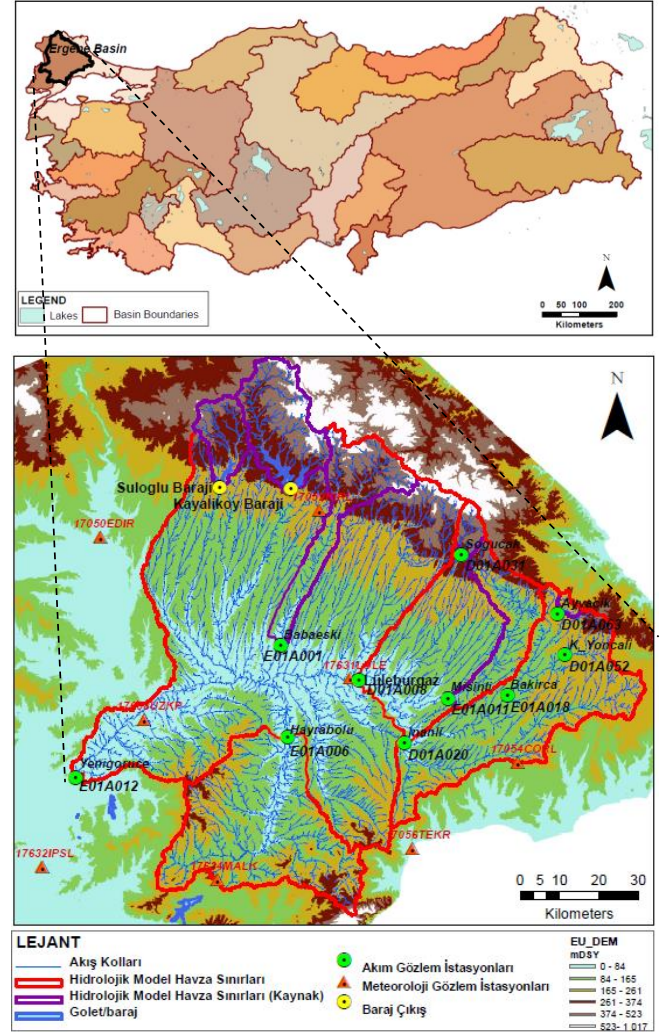 Ergene Basin
N
LEGEND
Lakes
Basin Boundaries
0 50 100 200
Kilometers
N
Suloglu Baraji
Kayalikoy Baraji
17050EDIR
Sogucak
D01A031
Ayvacik
D01A063
Babaeski
E01A001
K_Yoncali
D01A052
Luleburgaz
D01A008
Misinli
E01A011
Bakirca
E01A018
Hayrabolu
E01A006
Inanli
D01A020
17054CORL
Yenigoruce
E01A012
17056TEKR
17632IPSL
17634MALK
0 5 10 20 30
Kilometers
LEJANT
Akış Kolları
Hidrolojik Model Havza Sınırları
Hidrolojik Model Havza Sınırları (Kaynak)
Golet/baraj
Akım Gözlem İstasyonları
Meteoroloji Gözlem İstasyonları
Baraj Çıkış
EU_DEM
mDSY
0 - 84
84 - 165
165 - 261
261 - 374
374 - 523
523- 1 017